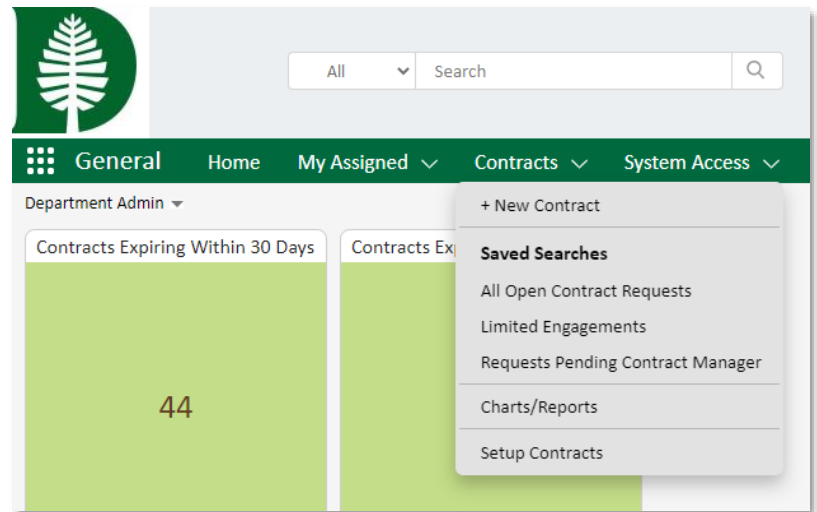 All Search
General Home My Assigned Contracts System Access
Department Admin
Contracts Expiring Within 30 Days
Contracts Ex
+ New Contract
Saved Searches
All Open Contract Requests
Limited Engagements
Requests Pending Contract Manager
Charts/Reports
Setup Contracts
44